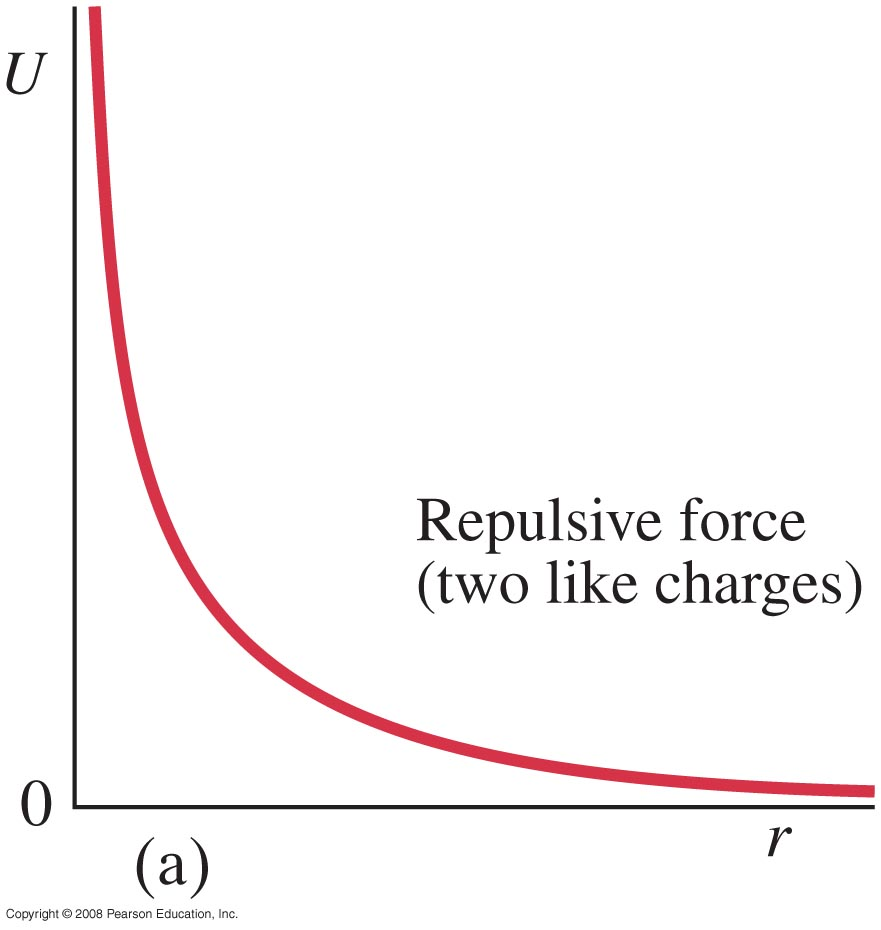 U
Repulsive force
(two like charges)
0
r
(a)
Copyright © 2008 Pearson Education, Inc.